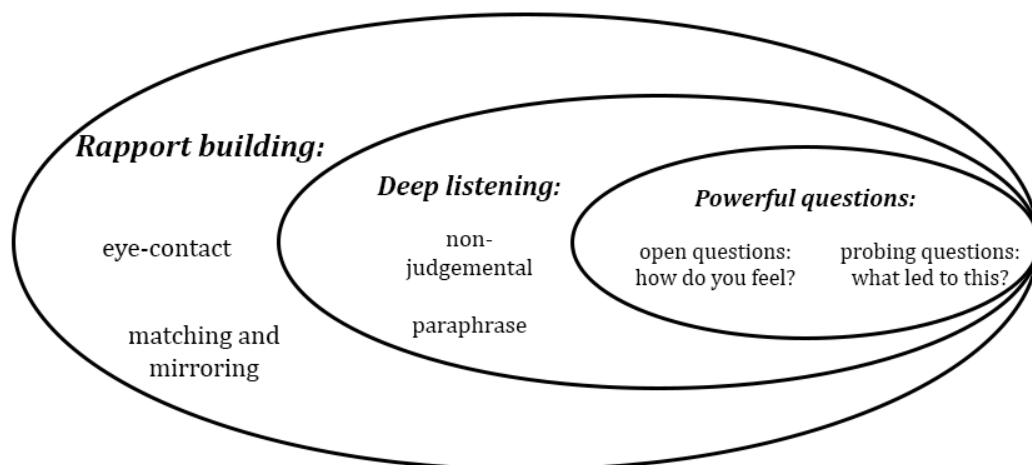 Rapport building:
eye-contact
matching and
mirroring
Deep listening:
non-
judgemental
paraphrase
Powerful questions:
open questions:
how do you feel?
probing questions:
what led to this?